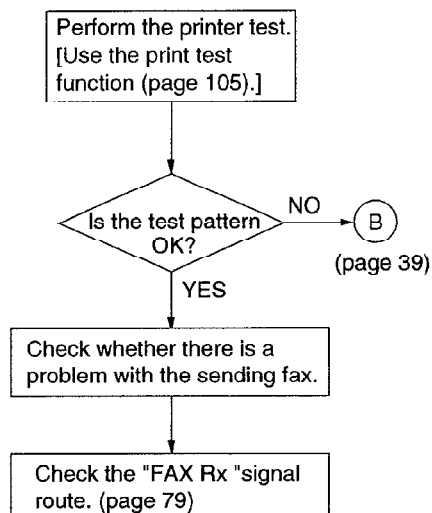 Perform the printer test.
[Use the print test
function (page 105).]
Is the test pattern
OK?
NO
B
(page 39)
YES
Check whether there is a
problem with the sending fax.
Check the "FAX Rx "signal
route. (page 79)